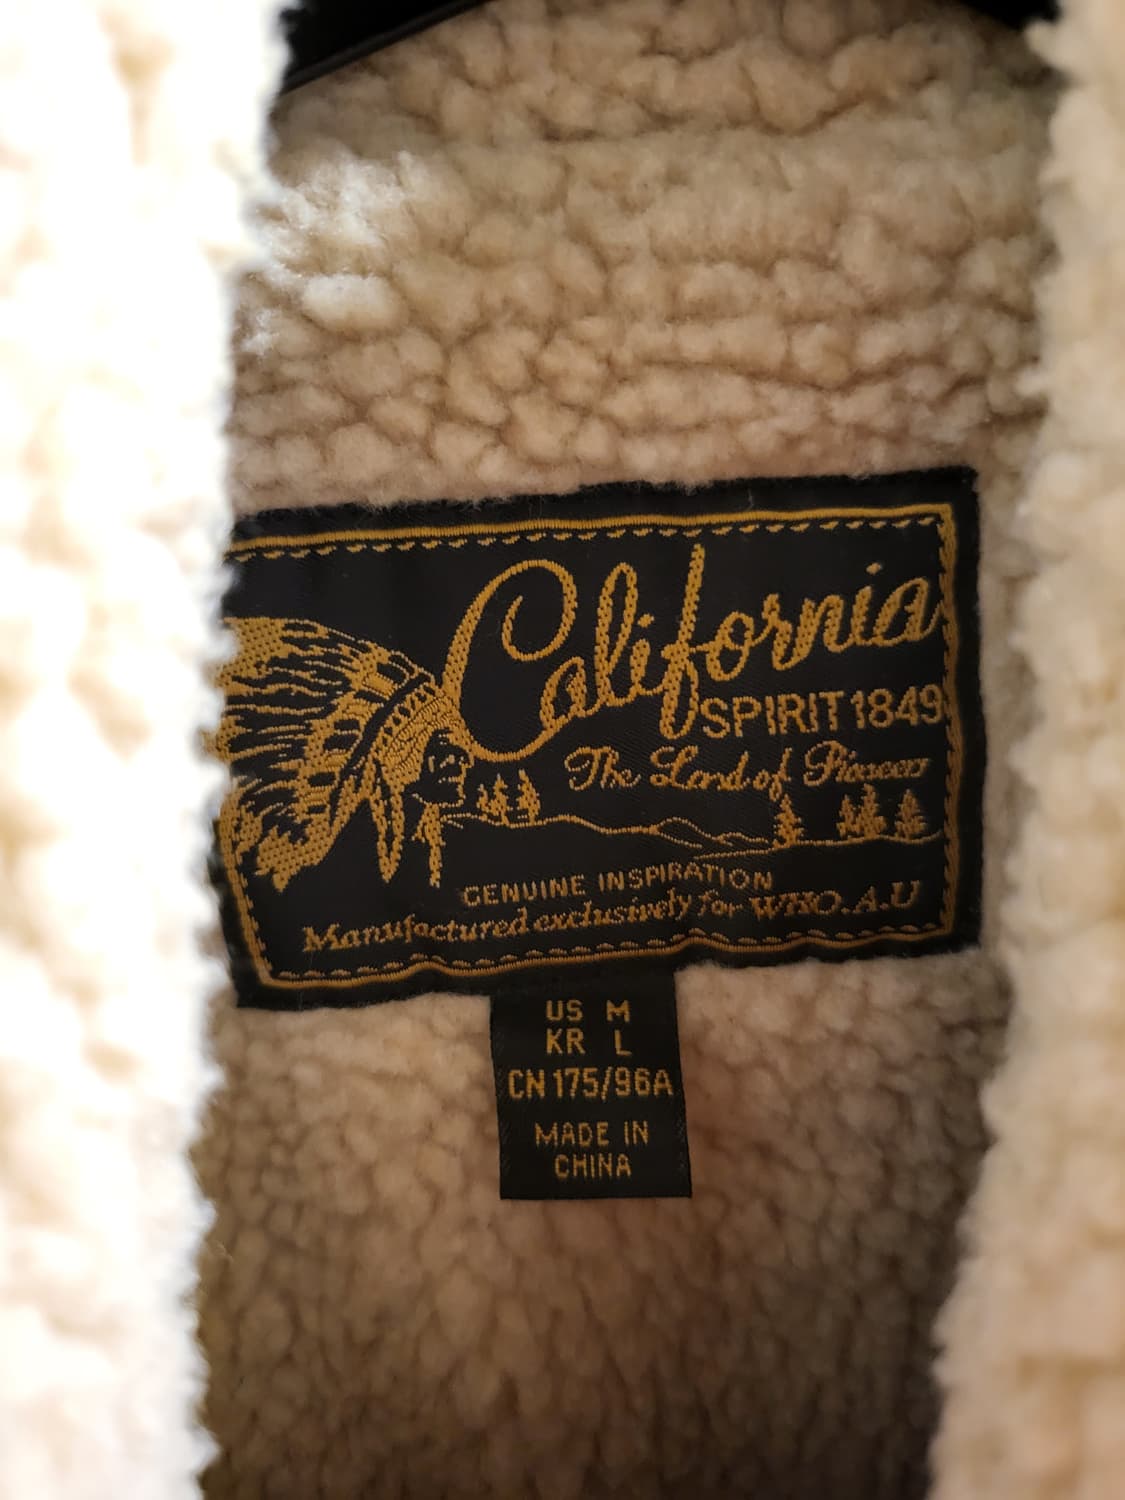 California
SPIRIT 1849
The Land of Pioneers
GENUINE INSPIRATION
Manufactured exclusively for WHO.A.U
US M
KR L
CN 175/96A
MADE IN
CHINA